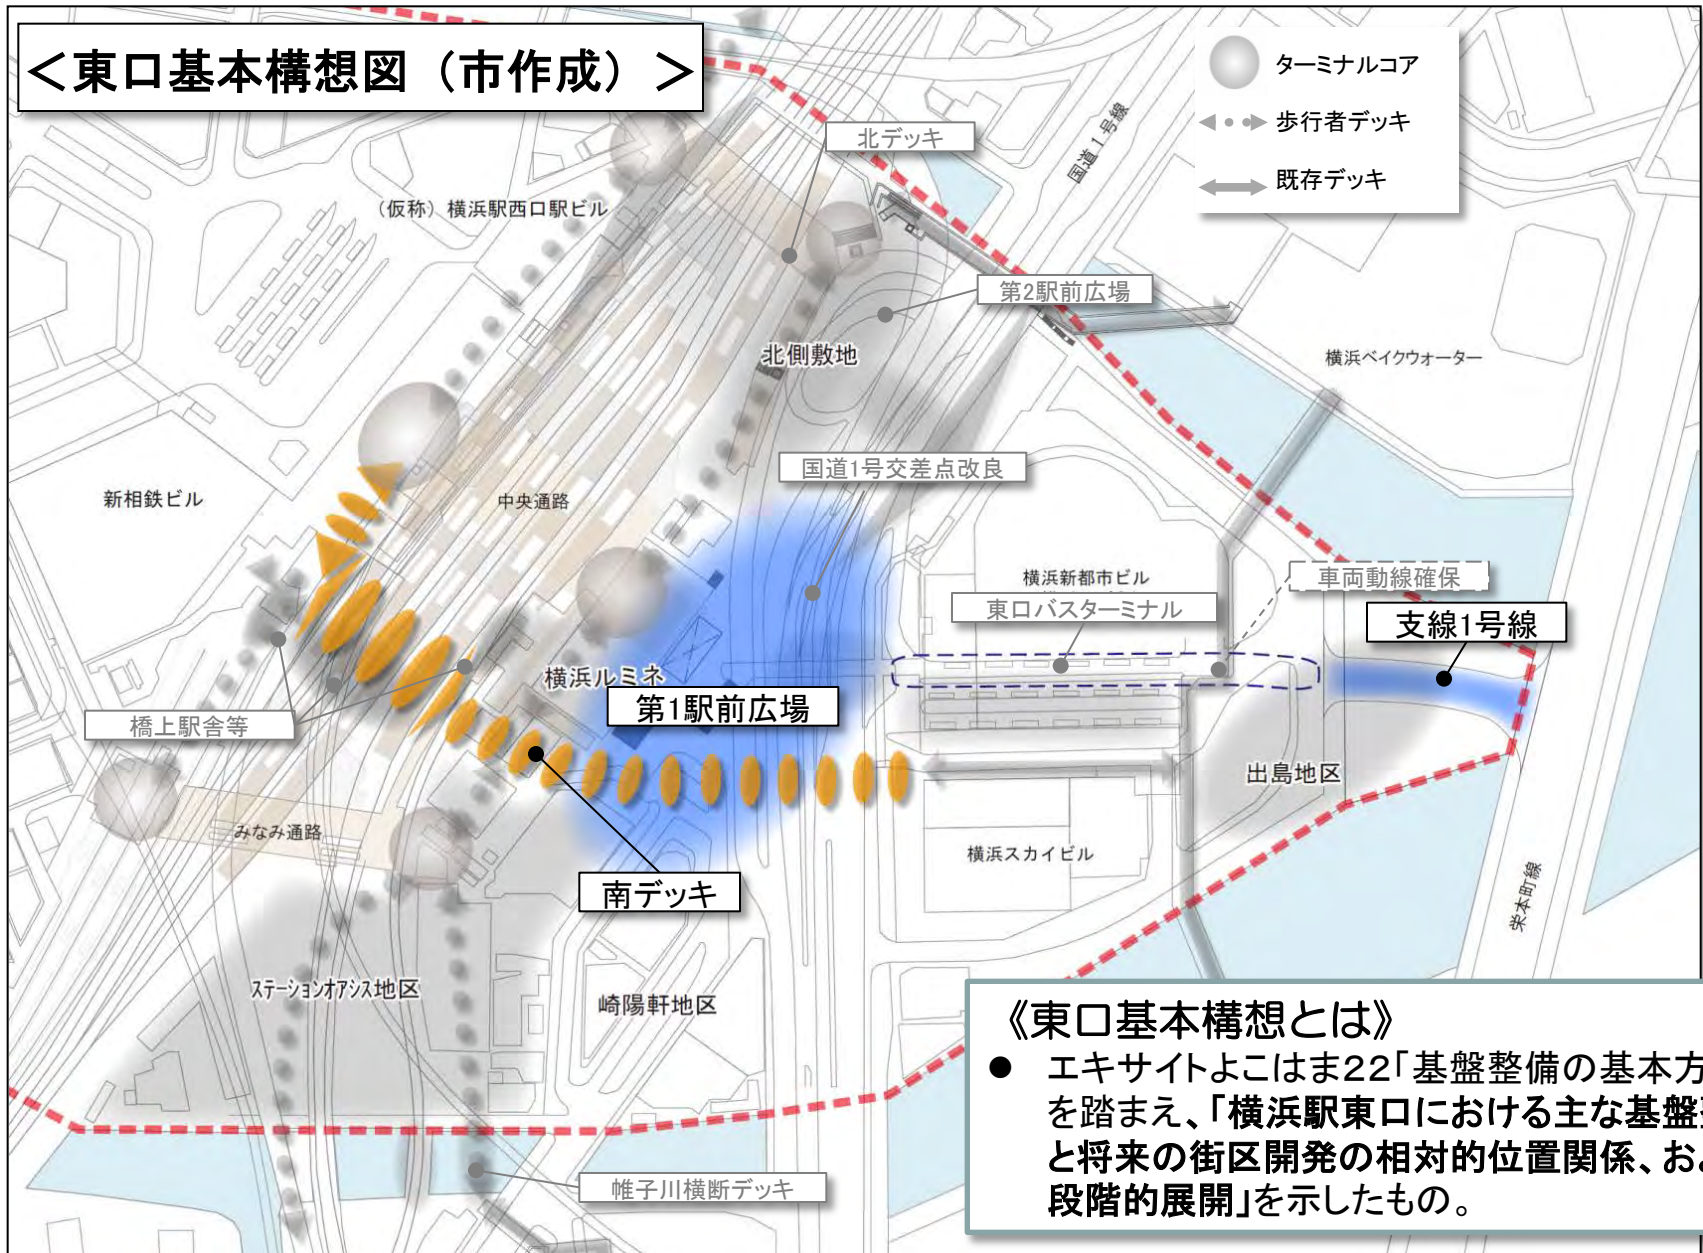 ＜東口基本構想図（市作成）＞
ターミナルコア
歩行者デッキ
既存デッキ
国道１号線
北デッキ
（仮称）横浜駅西口駅ビル
第2駅前広場
北側敷地
横浜ベイクウォーター
国道1号交差点改良
新相鉄ビル
中央通路
横浜新都市ビル
東口バスターミナル
車両動線確保
支線1号線
横浜ルミネ
第1駅前広場
橋上駅舎等
出島地区
みなみ通路
横浜スカイビル
南デッキ
栄本町線
ステーションオアシス地区
崎陽軒地区
帷子川横断デッキ
《東口基本構想とは》
● エキサイトよこはま22「基盤整備の基本方
を踏まえ、「横浜駅東口における主な基盤
と将来の街区開発の相対的位置関係、お
段階的展開」を示したもの。